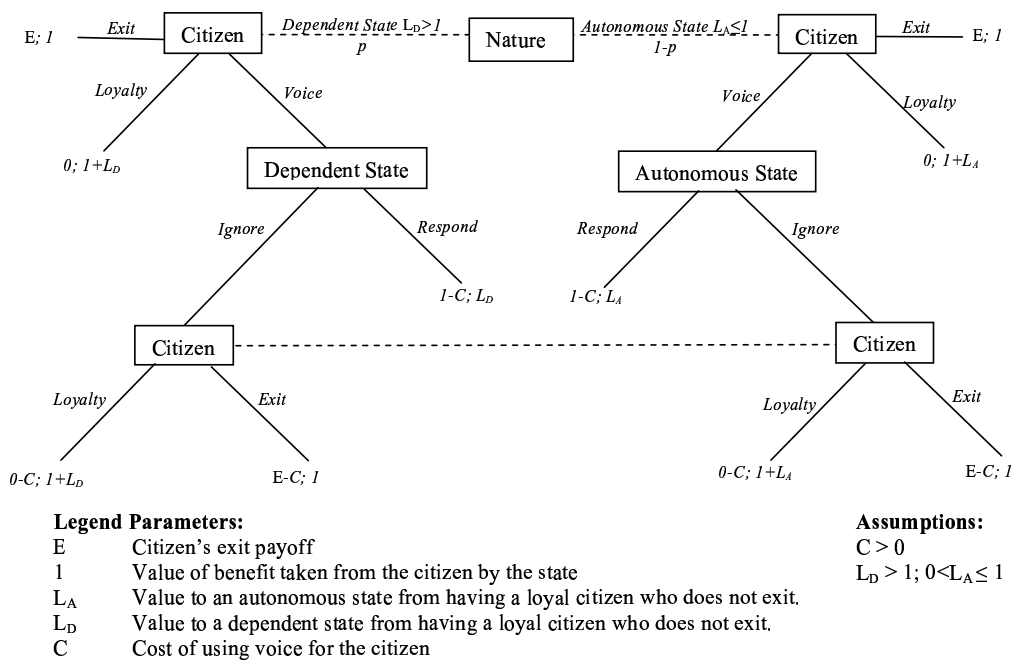 E; 1
Exit
Citizen
Dependent State L_D>1
p
Nature
Autonomous State L_A≤1
1-p
Citizen
Exit
E; 1
Loyalty
Voice
Voice
Loyalty
0; 1+L_D
Dependent State
Autonomous State
0; 1+L_A
Ignore
Respond
Respond
Ignore
1-C; L_D
1-C; L_A
Citizen
Citizen
Loyalty
Exit
Loyalty
Exit
0-C; 1+L_D
E-C; 1
0-C; 1+L_A
E-C; 1
Legend Parameters:
E Citizen's exit payoff
1 Value of benefit taken from the citizen by the state
L_A Value to an autonomous state from having a loyal citizen who does not exit.
L_D Value to a dependent state from having a loyal citizen who does not exit.
C Cost of using voice for the citizen
Assumptions:
C > 0
L_D > 1; 0<L_A≤ 1